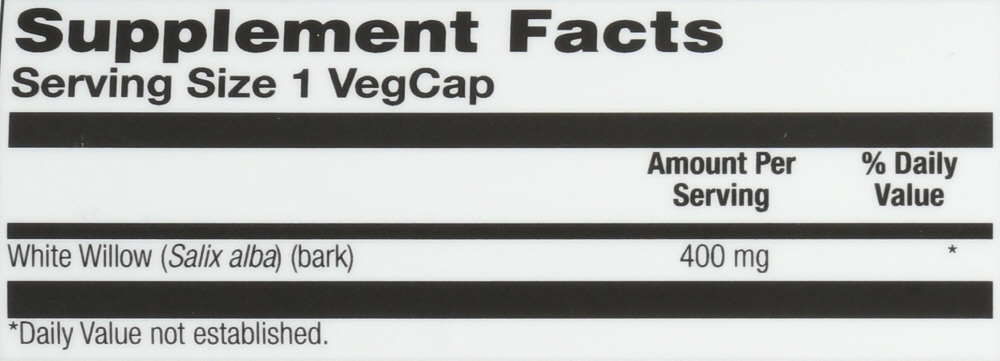 Supplement Facts
Serving Size 1 VegCap
Amount Per Serving
% Daily Value
White Willow (Salix alba) (bark) 400 mg *
*Daily Value not established.